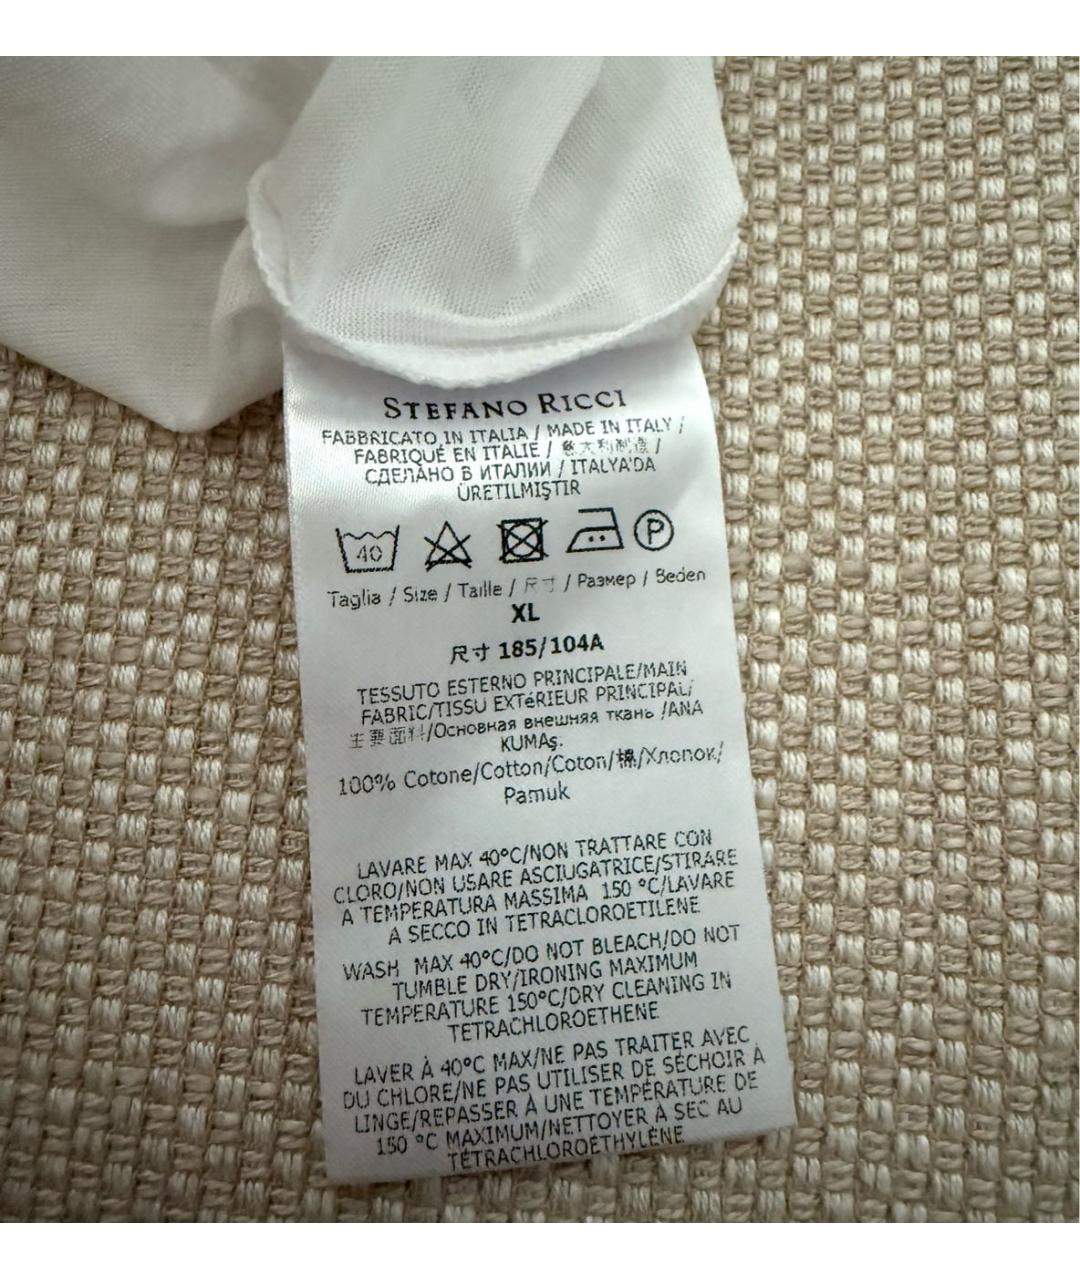 STEFANO RICCI
FABBRICATO IN ITALIA / MADE IN ITALY /
FABRIQUÉ EN ITALIE / 意大利制造 /
СДЕЛАНО В ИТАЛИИ / ITALYA'DA
ÜRETILMIŞTIR
40 P
Taglia / Size / Taille / 尺寸 / Размер / Beden
XL
尺寸 185/104A
TESSUTO ESTERNO PRINCIPALE/MAIN
FABRIC/TISSU EXTéRIEUR PRINCIPAL/
主要面料/Основная внешняя ткань /ANA
KUMAş:
100% Cotone/Cotton/Coton/棉/Хлопок/
Pamuk
LAVARE MAX 40°C/NON TRATTARE CON
CLORO/NON USARE ASCIUGATRICE/STIRARE
A TEMPERATURA MASSIMA 150 °C/LAVARE
A SECCO IN TETRACLOROETILENE
WASH MAX 40°C/DO NOT BLEACH/DO NOT
TUMBLE DRY/IRONING MAXIMUM
TEMPERATURE 150°C/DRY CLEANING IN
TETRACHLOROETHENE
LAVER À 40°C MAX/NE PAS TRAITER AVEC
DU CHLORE/NE PAS UTILISER DE SÉCHOIR À
LINGE/REPASSER À UNE TEMPÉRATURE DE
150 °C MAXIMUM/NETTOYER À SEC AU
TÉTRACHLOROÉTHYLÈNE